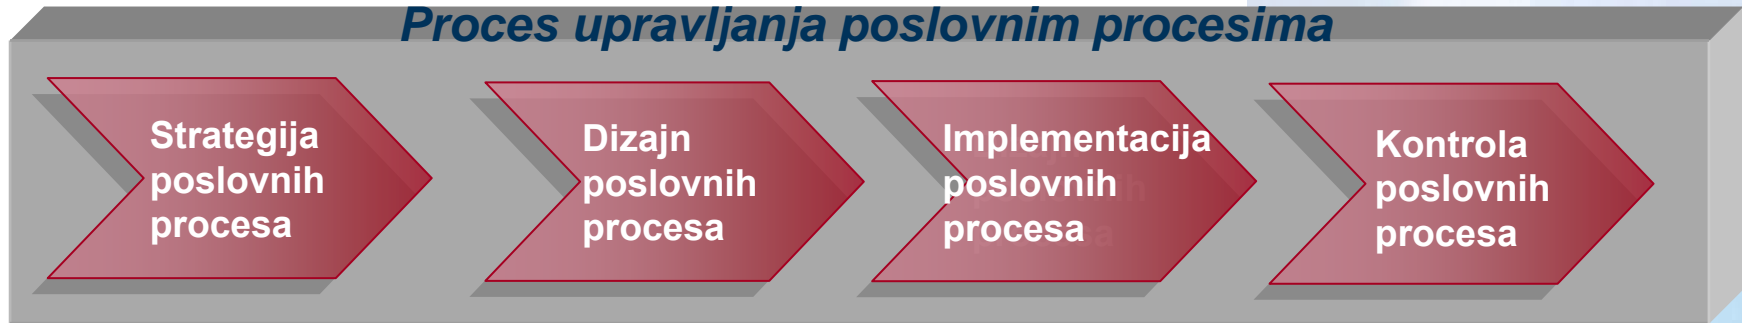 Proces upravljanja poslovnim procesima
Strategija
poslovnih
procesa
Dizajn
poslovnih
procesa
Implementacija
poslovnih
procesa
Kontrola
poslovnih
procesa